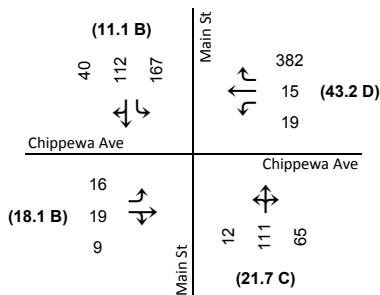 (11.1 B)
40 112 167
Main St
382
15 (43.2 D)
19
Chippewa Ave
Chippewa Ave
16
(18.1 B) 19
9
Main St
12 111 65
(21.7 C)